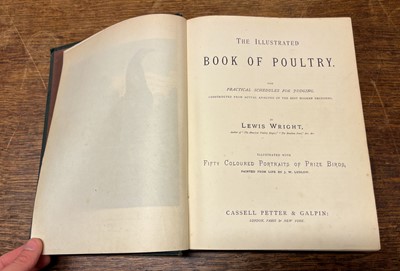 THE ILLUSTRATED
BOOK OF POULTRY.
WITH
PRACTICAL SCHEDULES FOR JUDGING,
CONSTRUCTED FROM ACTUAL ANALYSIS OF THE BEST MODERN DECISIONS.
BY
LEWIS WRIGHT,
ILLUSTRATED WITH
FIFTY COLOURED PORTRAITS OF PRIZE BIRDS,
PAINTED FROM LIFE BY J. W. LUDLOW.
CASSELL PETTER & GALPIN:
LONDON, PARIS & NEW YORK.